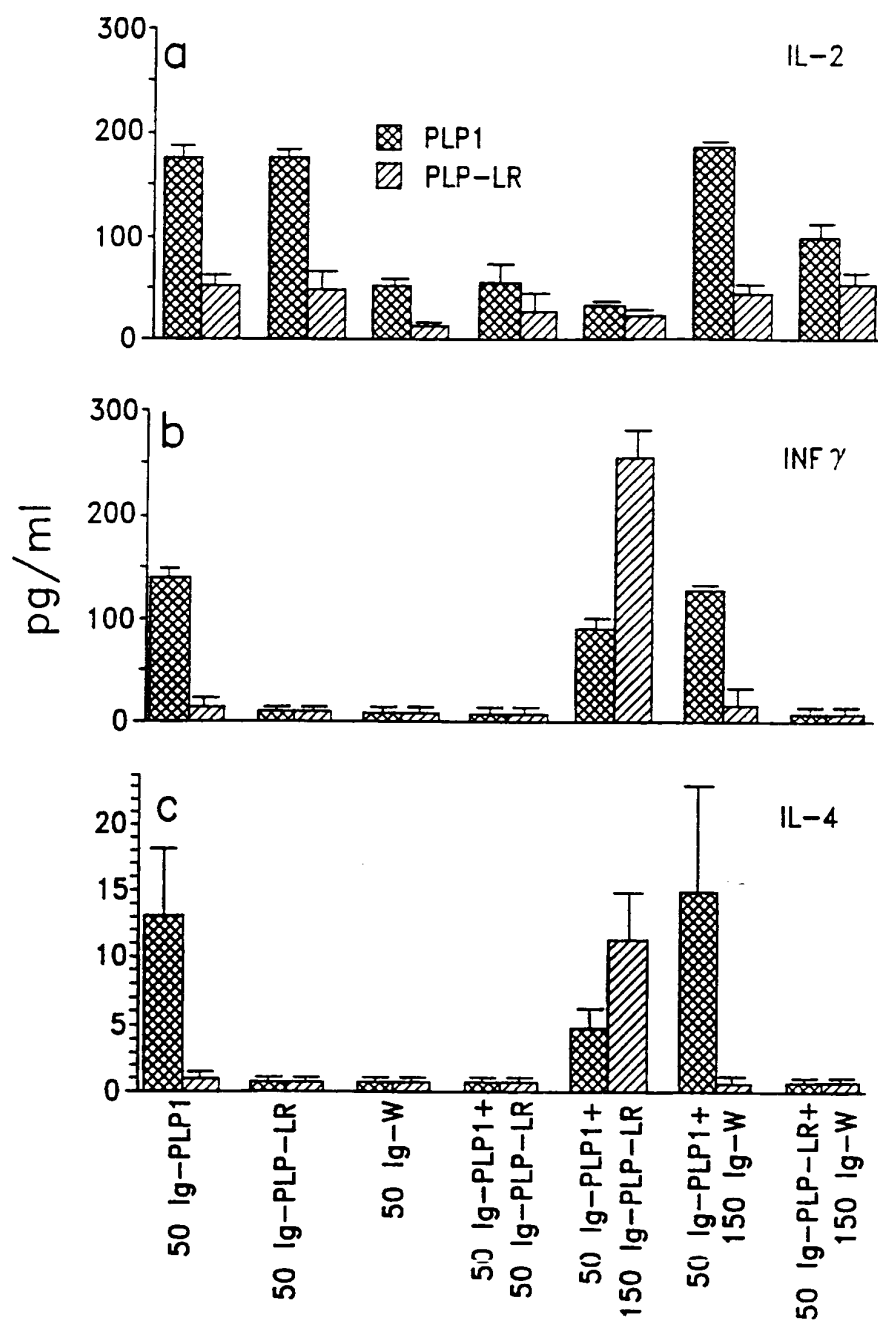 300
a
IL-2
200
PLP1
PLP-LR
100
0
300
b
INF γ
200
100
0
pg/ml
c
IL-4
20
15
10
5
0
50 Ig-PLP1
50 Ig-PLP-LR
50 Ig-W
50 Ig-PLP1+
50 Ig-PLP-LR
50 Ig-PLP1+
150 Ig-PLP-LR
50 Ig-PLP1+
150 Ig-W
50 Ig-PLP-LR+
150 Ig-W